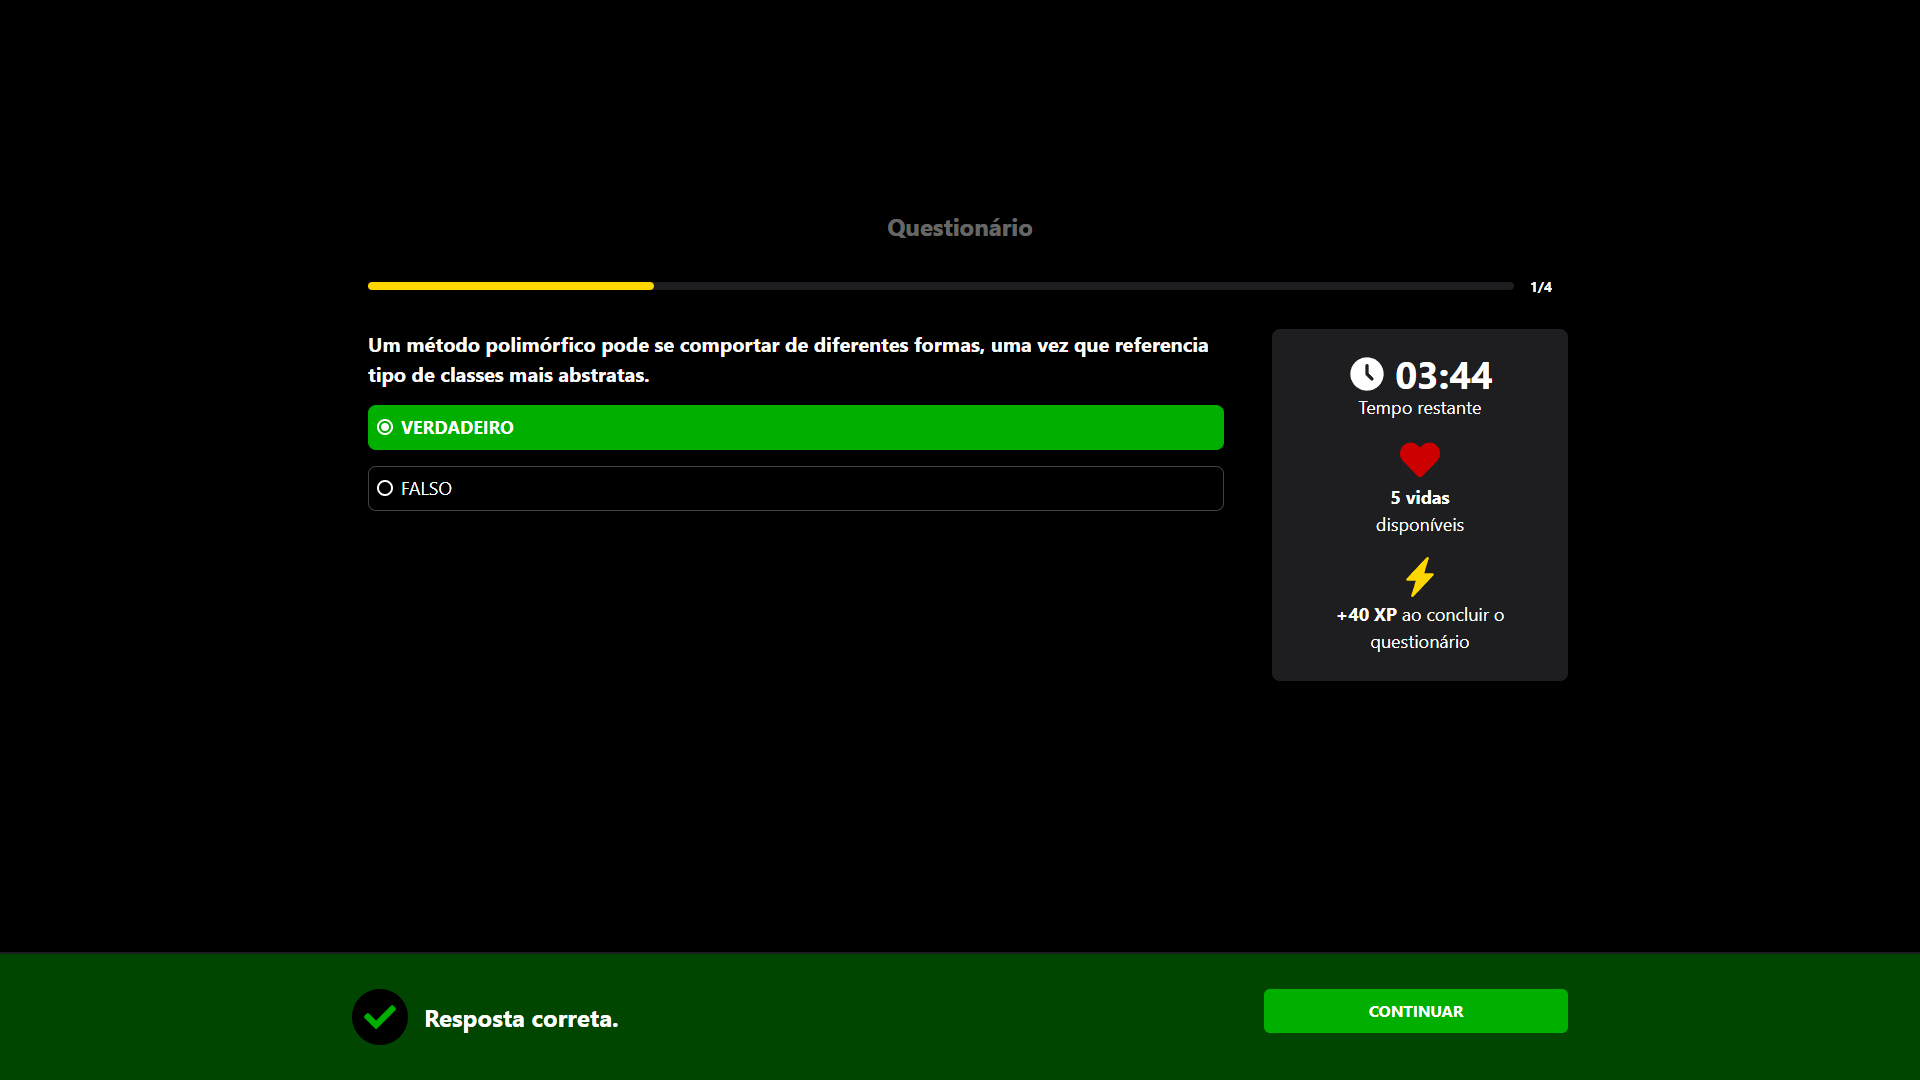 Questionário
1/4
Um método polimórfico pode se comportar de diferentes formas, uma vez que referencia
tipo de classes mais abstratas.
VERDADEIRO
FALSO
03:44
Tempo restante
5 vidas
disponíveis
+40 XP ao concluir o
questionário
Resposta correta.
CONTINUAR